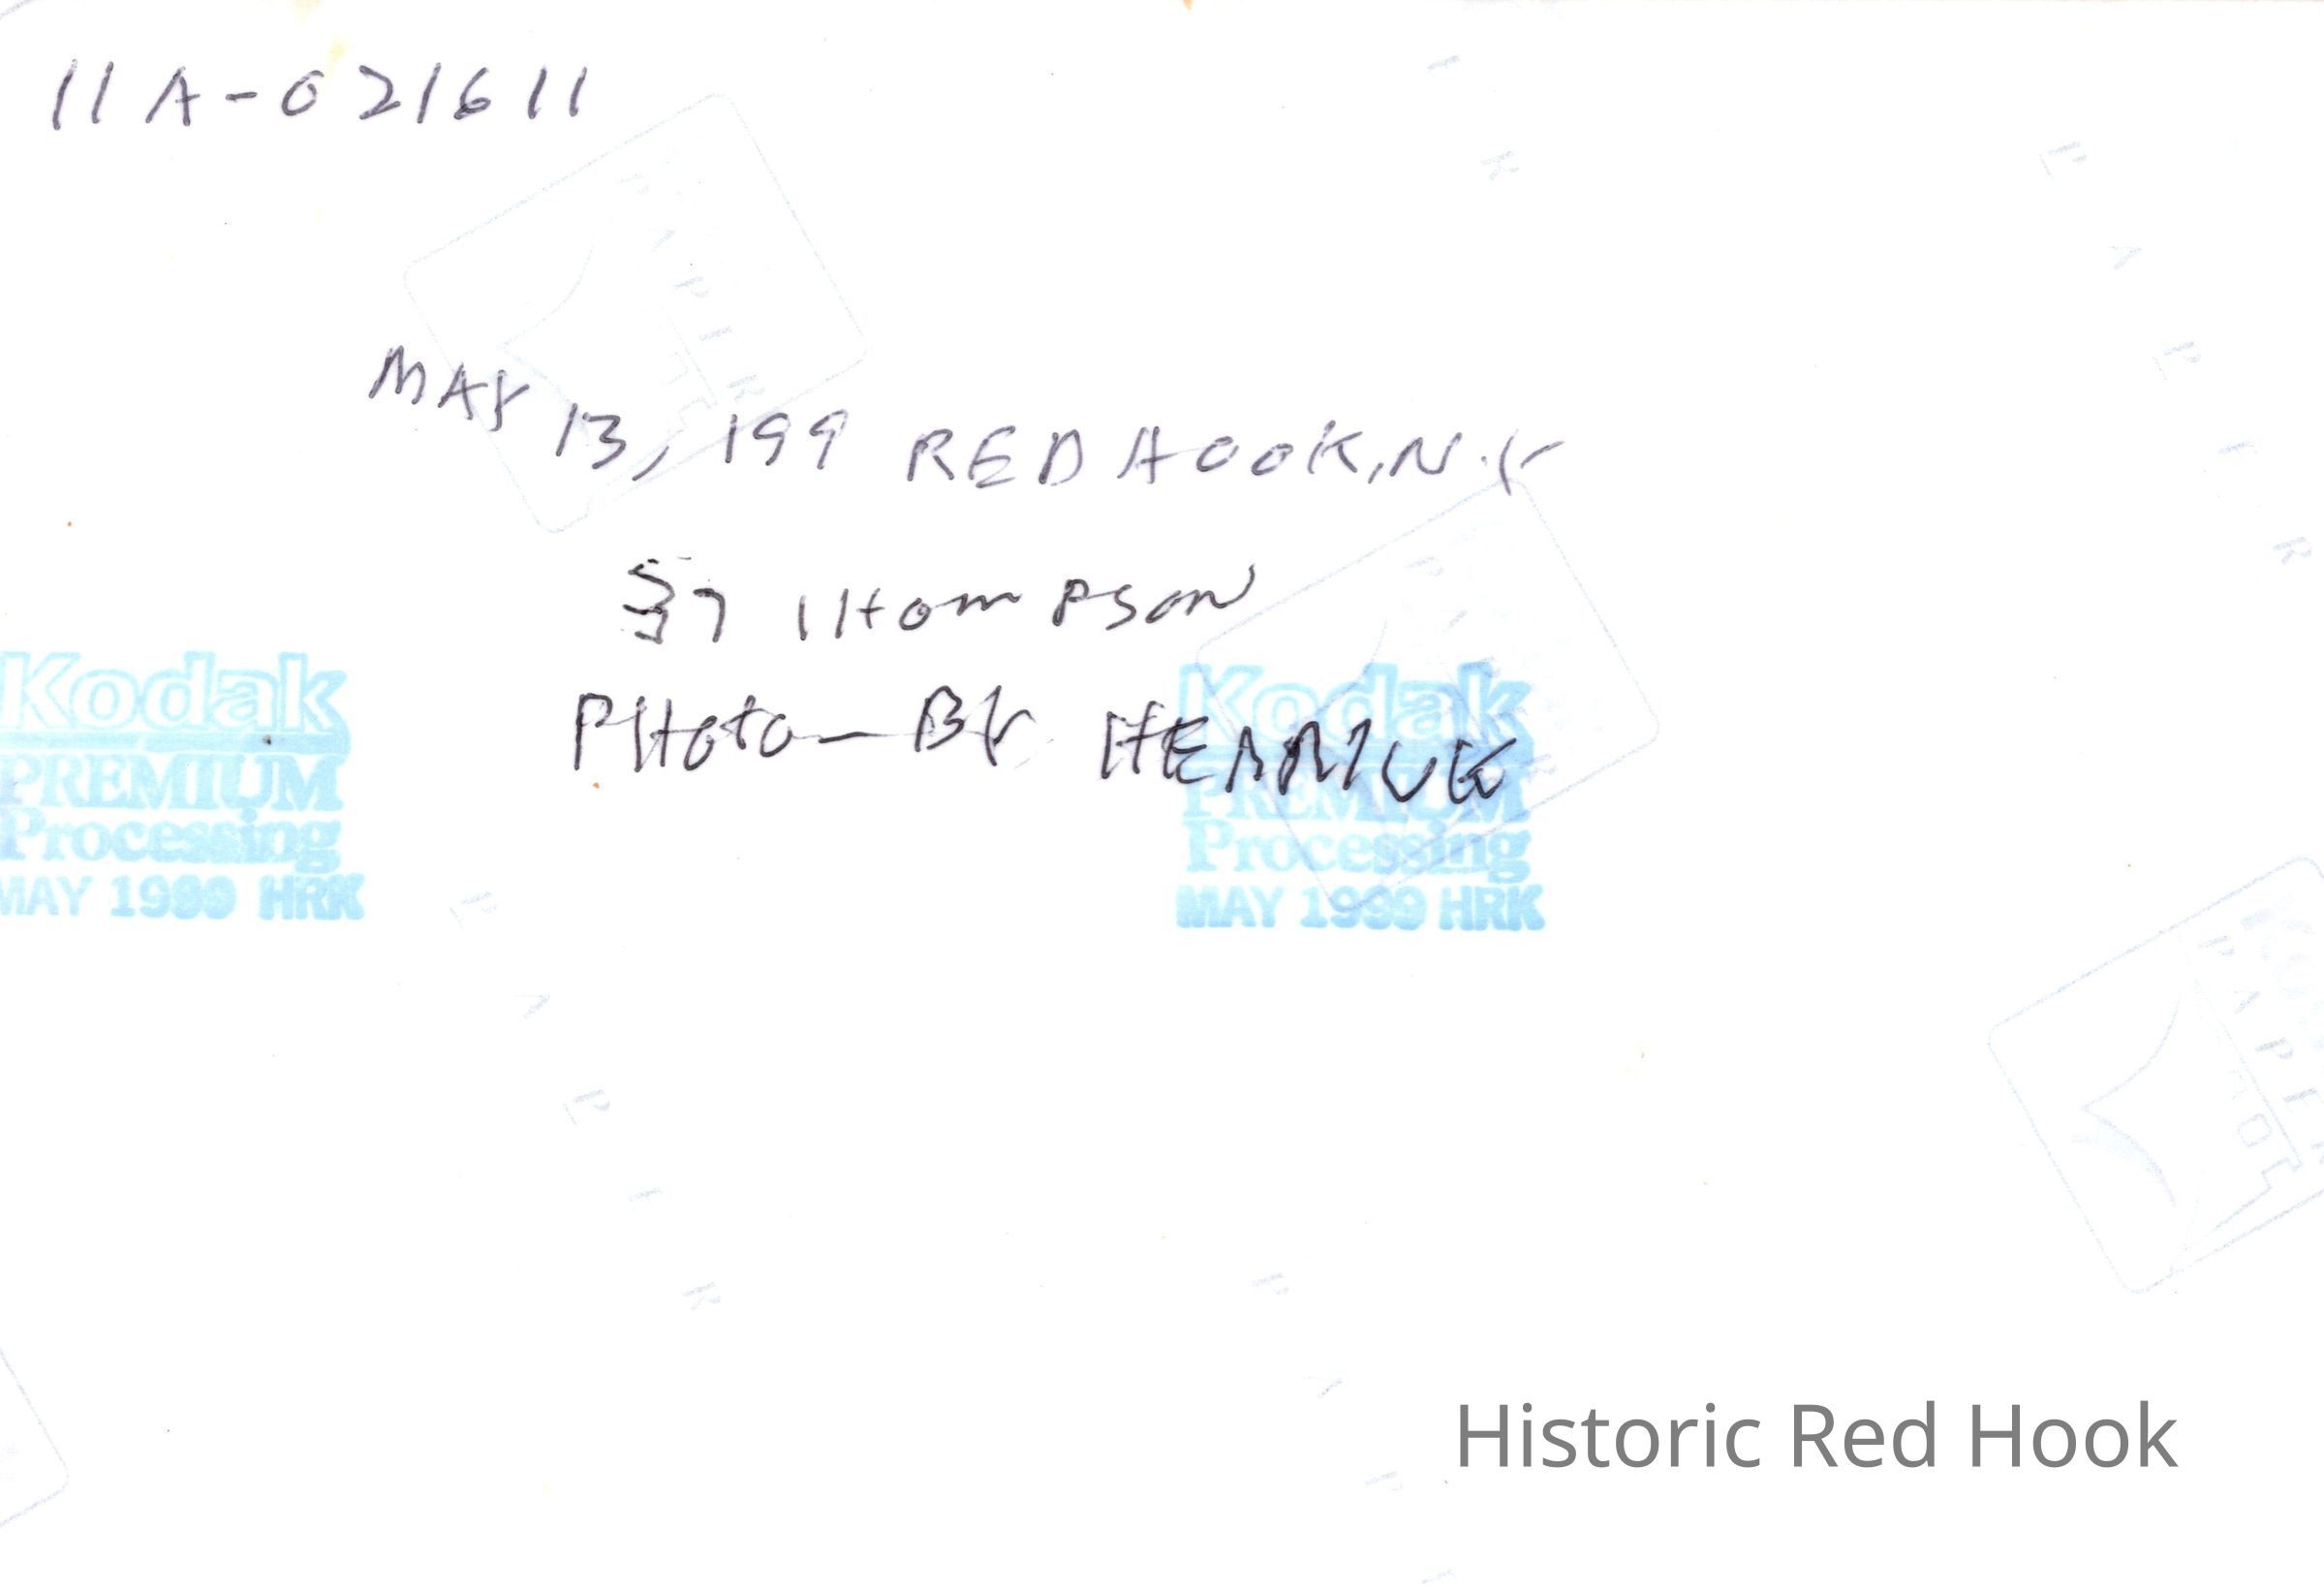 11A-021611
MAY 13, 199 RED HOOK, N.Y
37 THOMPSON
PHOTO - BY HERRICK
Kodak
PREMIUM
Processing
MAY 1999 HRK
Kodak
PREMIUM
Processing
MAY 1999 HRK
Historic Red Hook